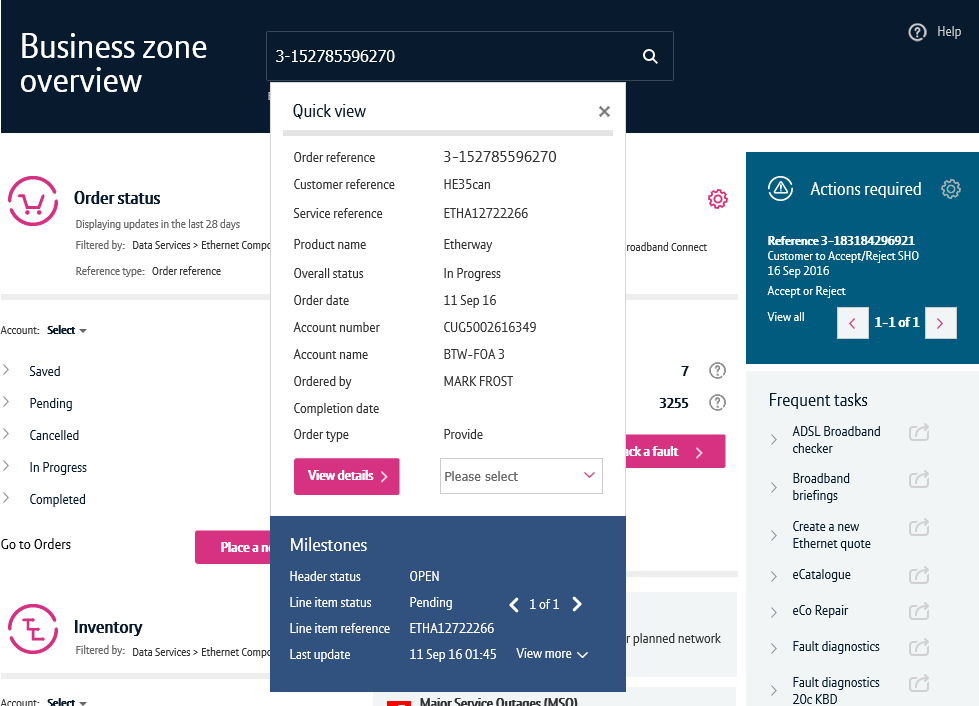 Business zone
overview
3-152785596270
Help
Quick view
Order reference 3-152785596270
Customer reference HE35can
Service reference ETHA12722266
Product name Etherway
Overall status In Progress
Order date 11 Sep 16
Account number CUG5002616349
Account name BTW-FOA 3
Ordered by MARK FROST
Completion date
Order type Provide
View details
Please select
Milestones
Header status OPEN
Line item status Pending
1 of 1
Line item reference ETHA12722266
Last update 11 Sep 16 01:45 View more
Order status
Displaying updates in the last 28 days
Filtered by: Data Services > Ethernet Compo
roadband Connect
Reference type: Order reference
Account: Select
Saved
Pending
Cancelled
In Progress
Completed
7
3255
ck a fault
Go to Orders
Place a ne
Inventory
Filtered by: Data Services > Ethernet Compo
Account: Select
r planned network
Major Service Outages (MSO)
Actions required
Reference 3-183184296921
Customer to Accept/Reject SHO
16 Sep 2016
Accept or Reject
View all
1-1 of 1
Frequent tasks
ADSL Broadband
checker
Broadband
briefings
Create a new
Ethernet quote
eCatalogue
eCo Repair
Fault diagnostics
Fault diagnostics
20c KBD